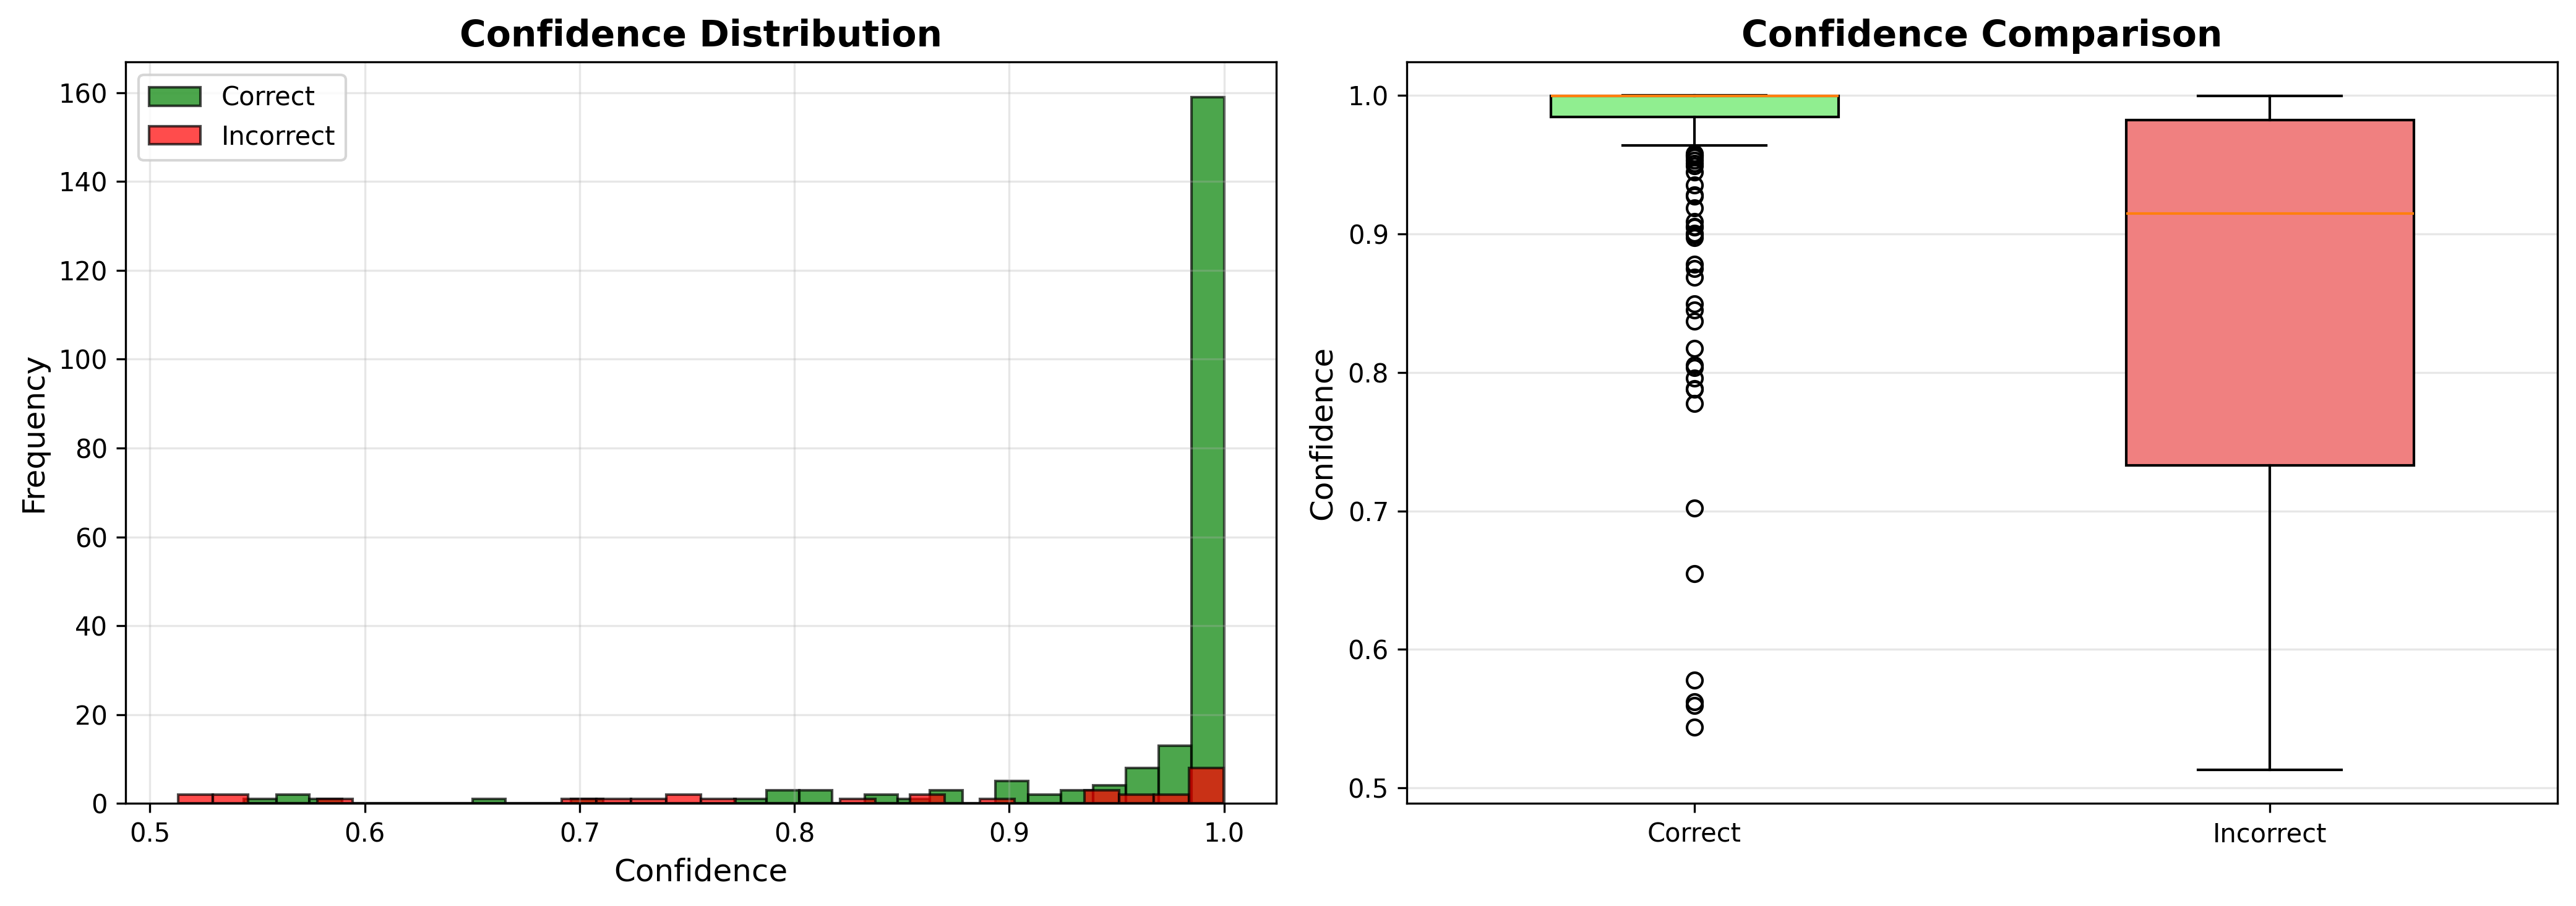 Confidence Distribution
Correct
Incorrect
Frequency
160
140
120
100
80
60
40
20
0
0.5 0.6 0.7 0.8 0.9 1.0
Confidence
Confidence Comparison
Confidence
1.0
0.9
0.8
0.7
0.6
0.5
Correct Incorrect